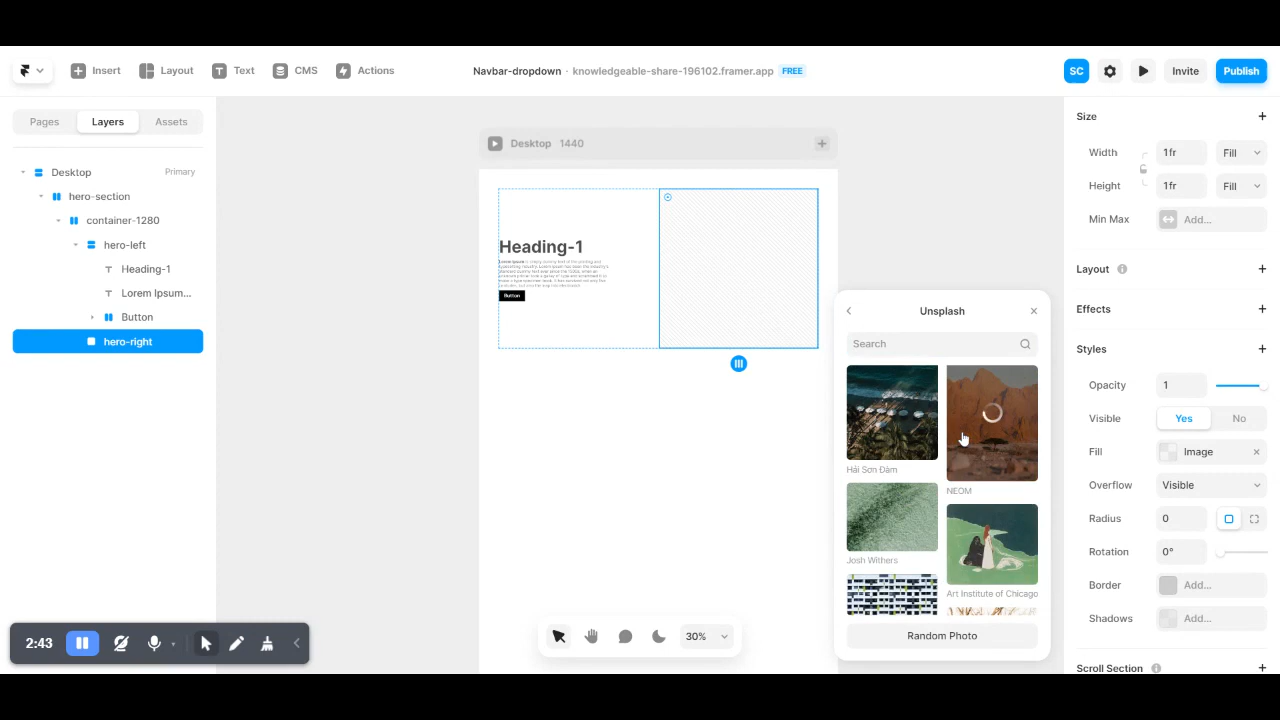 Insert
Layout
Text
CMS
Actions
Navbar-dropdown · knowledgeable-share-196102.framer.app FREE
SC
Invite
Publish
Pages
Layers
Assets
Desktop
Primary
hero-section
container-1280
hero-left
Heading-1
Lorem Ipsum...
Button
hero-right
Desktop 1440
Heading-1
Button
Unsplash
Search
Hải Sơn Đàm
NEOM
Josh Withers
Art Institute of Chicago
Random Photo
30%
2:43
Size
Width 1fr Fill
Height 1fr Fill
Min Max Add...
Layout
Effects
Styles
Opacity 1
Visible Yes No
Fill Image
Overflow Visible
Radius 0
Rotation 0°
Border Add...
Shadows Add...
Scroll Section